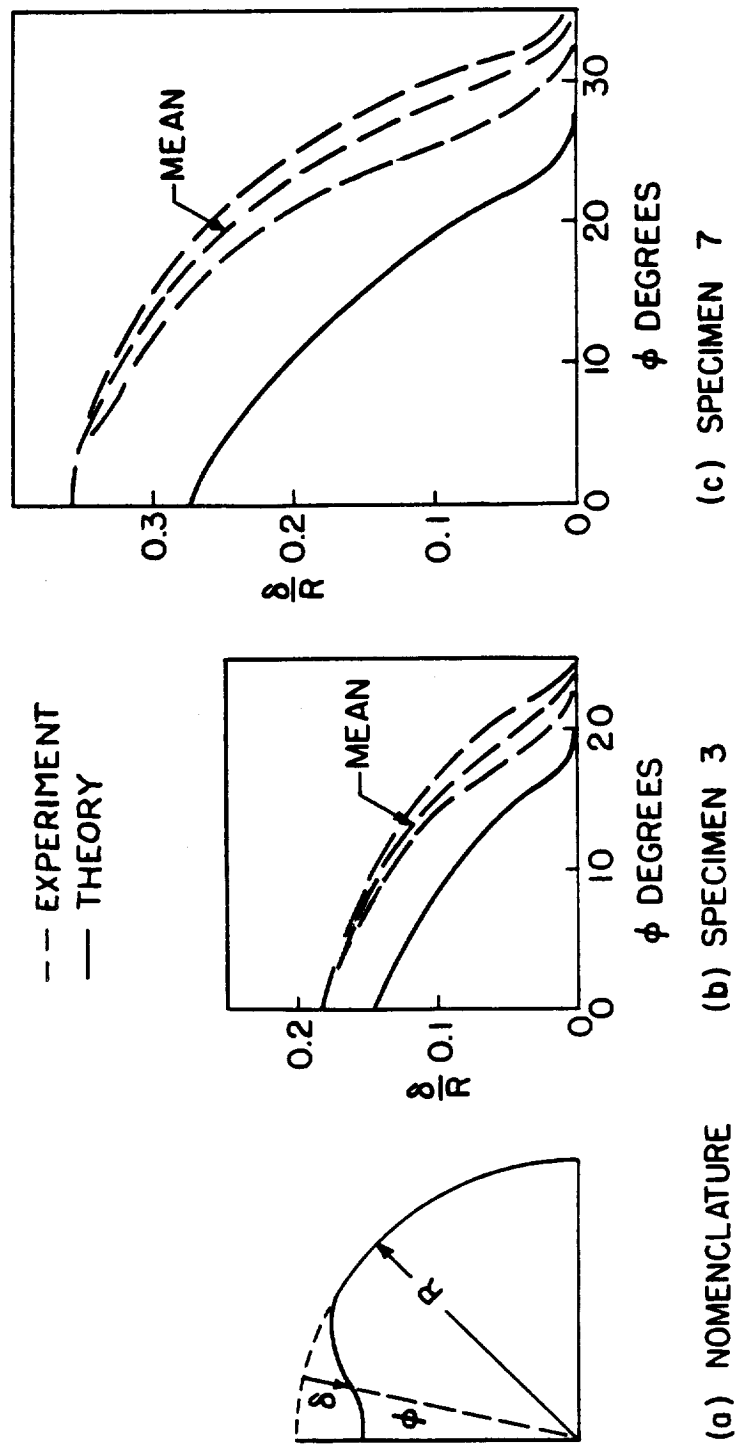 -- EXPERIMENT
— THEORY
δ
ϕ
R
(a) NOMENCLATURE
δ/R
0.2
0.1
0
MEAN
0
10
20
ϕ DEGREES
(b) SPECIMEN 3
δ/R
0.3
0.2
0.1
0
MEAN
0
10
20
30
ϕ DEGREES
(c) SPECIMEN 7